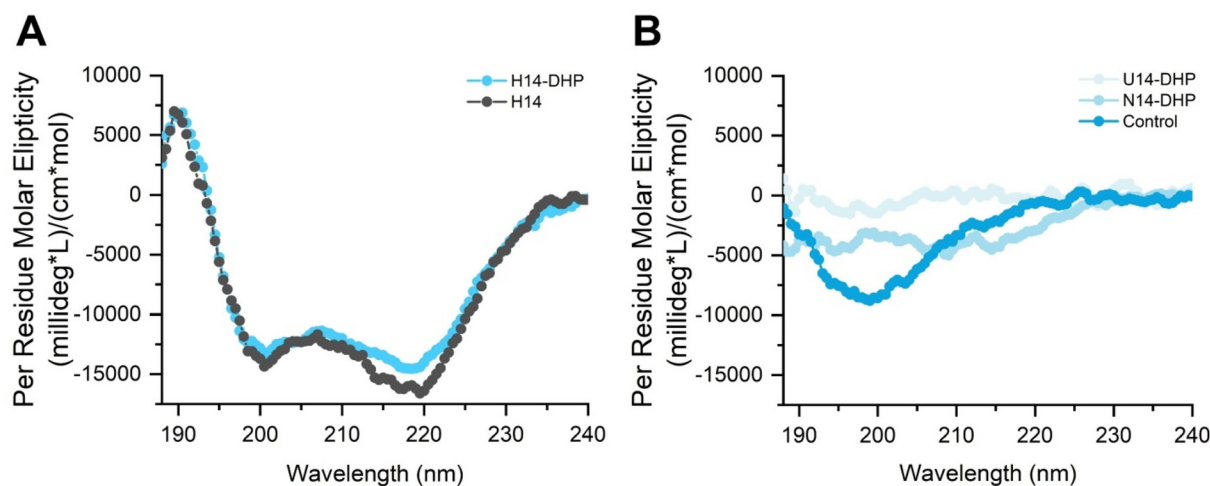 A
Per Residue Molar Elipticity
(millideg*L)/(cm*mol)
10000
5000
0
-5000
-10000
-15000
H14-DHP
H14
190 200 210 220 230 240
Wavelength (nm)
B
Per Residue Molar Elipticity
(millideg*L)/(cm*mol)
10000
5000
0
-5000
-10000
-15000
U14-DHP
N14-DHP
Control
190 200 210 220 230 240
Wavelength (nm)